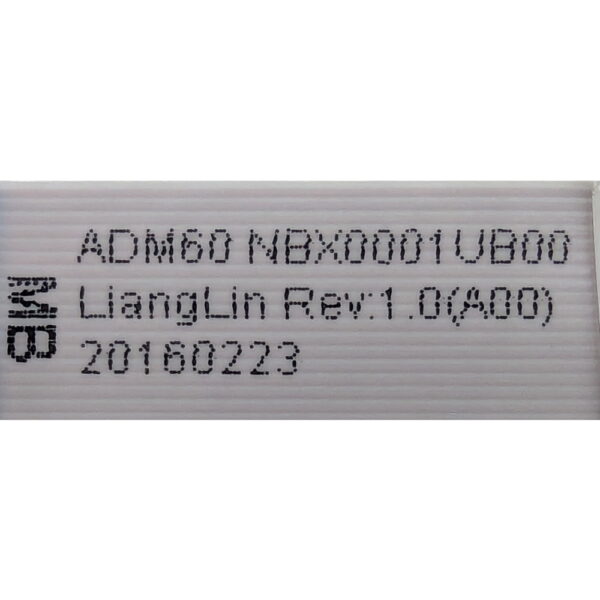 MB
ADM60 NBX0001UB00
LiangLin Rev:1.0(A00)
20160223